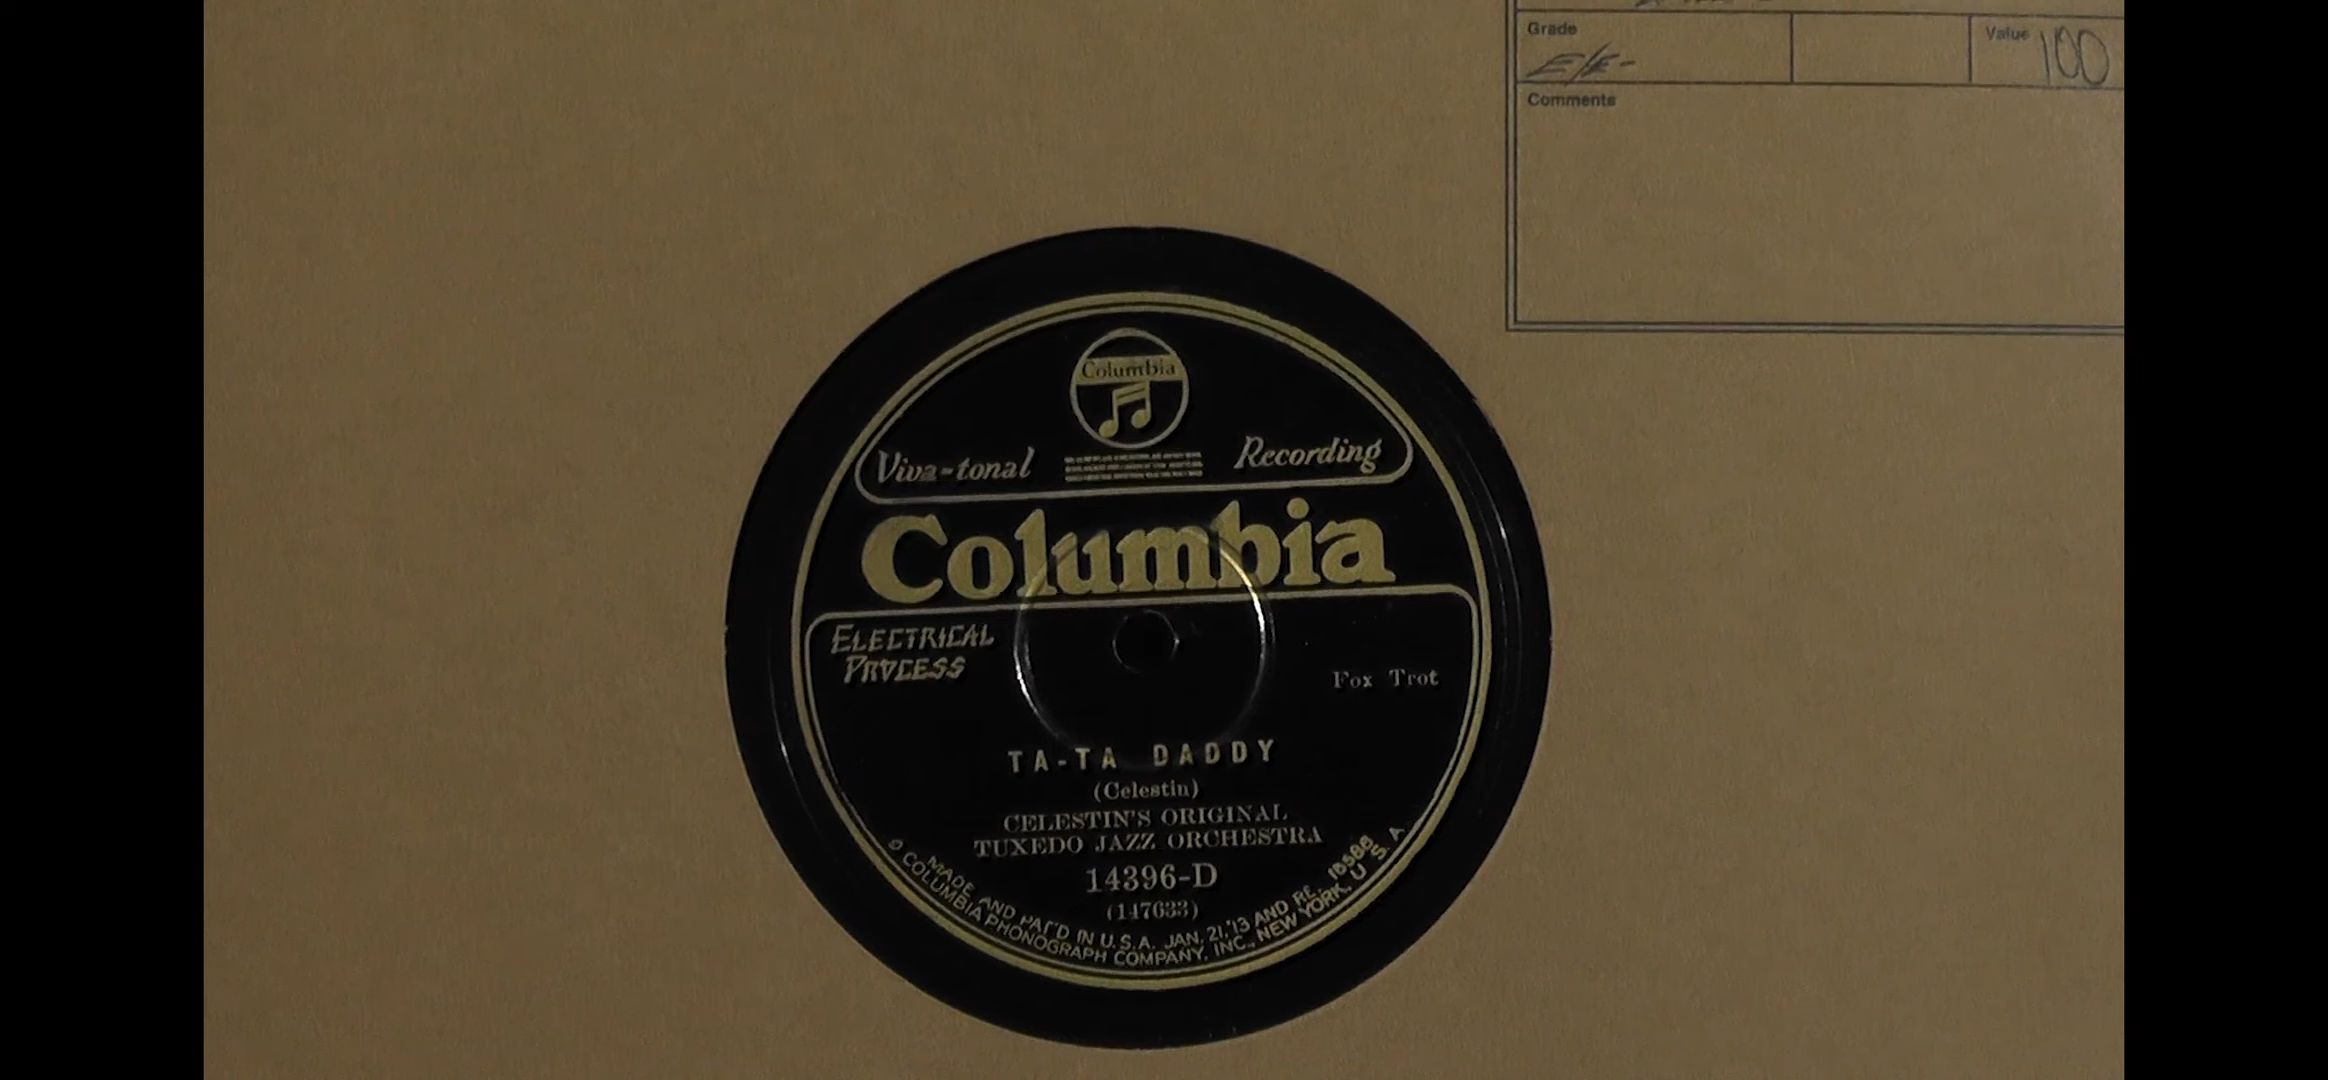 Grade
E/E-
Value 100
Comments
Columbia
Viva-tonal Recording
Columbia
ELECTRICAL
PROCESS
Fox Trot
TA-TA DADDY
(Celestin)
CELESTIN'S ORIGINAL
TUXEDO JAZZ ORCHESTRA
14396-D
(147633)
MADE AND PAT'D IN U.S.A. JAN. 21,'13 AND RE. 16588
© COLUMBIA PHONOGRAPH COMPANY, INC., NEW YORK, U. S. A.